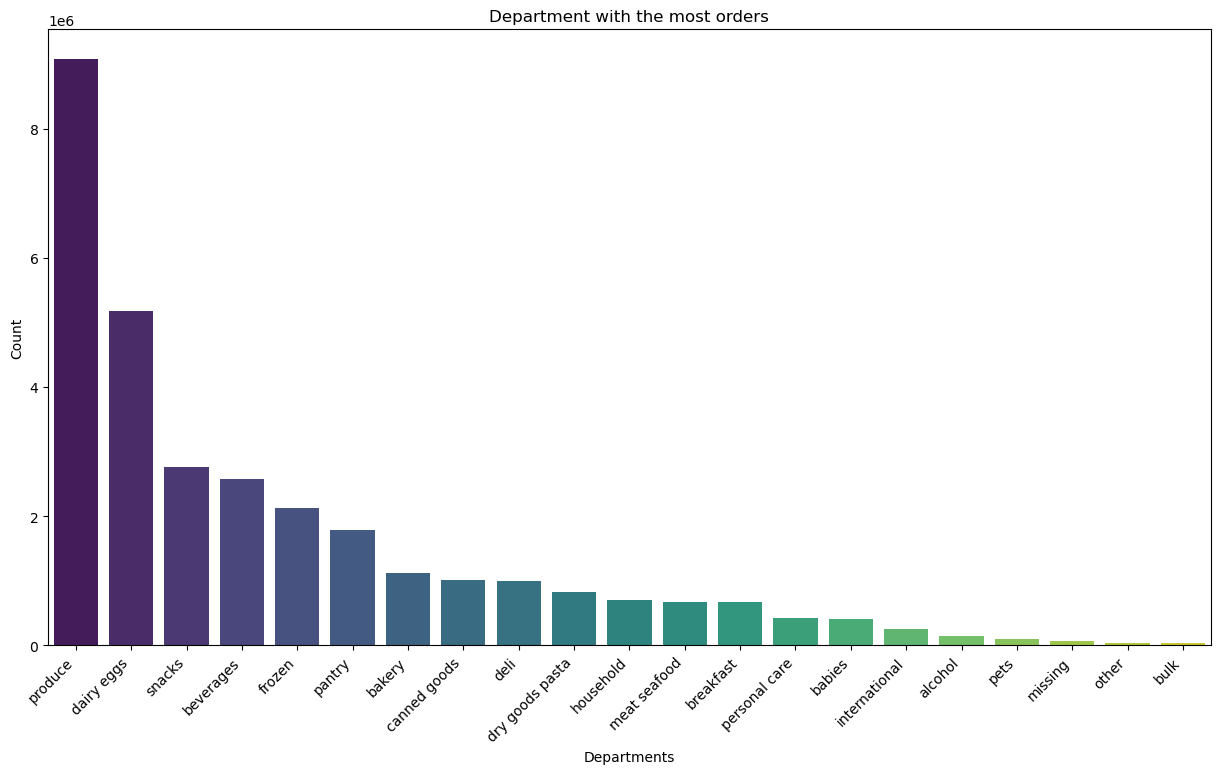 Department with the most orders
1e6
8
6
4
2
0
Count
produce
dairy eggs
snacks
beverages
frozen
pantry
bakery
canned goods
deli
dry goods pasta
household
meat seafood
breakfast
personal care
babies
international
alcohol
pets
missing
other
bulk
Departments